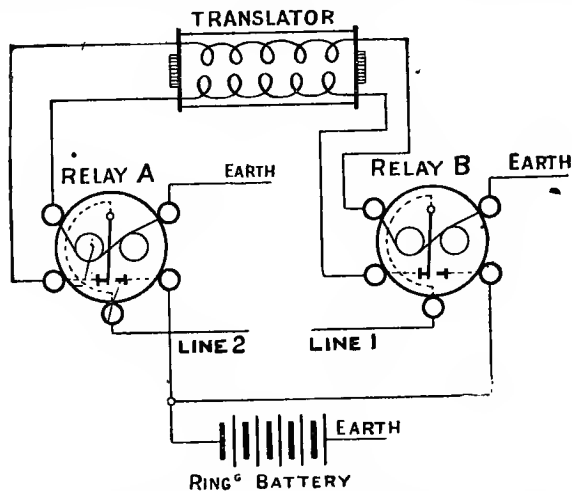 TRANSLATOR
RELAY A
EARTH
RELAY B
EARTH
LINE 2
LINE 1
EARTH
RINGG BATTERY